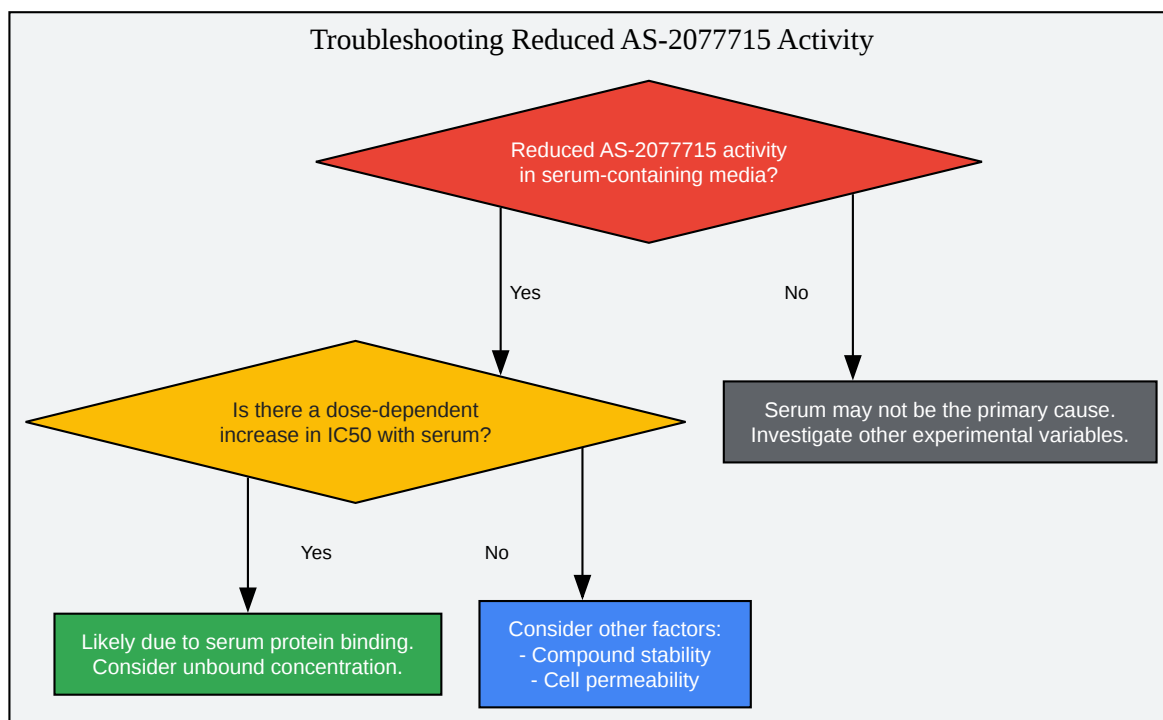 Troubleshooting Reduced AS-2077715 Activity
Reduced AS-2077715 activity
in serum-containing media?
Yes
No
Is there a dose-dependent
increase in IC50 with serum?
Serum may not be the primary cause.
Investigate other experimental variables.
Yes
No
Likely due to serum protein binding.
Consider unbound concentration.
Consider other factors:
- Compound stability
- Cell permeability